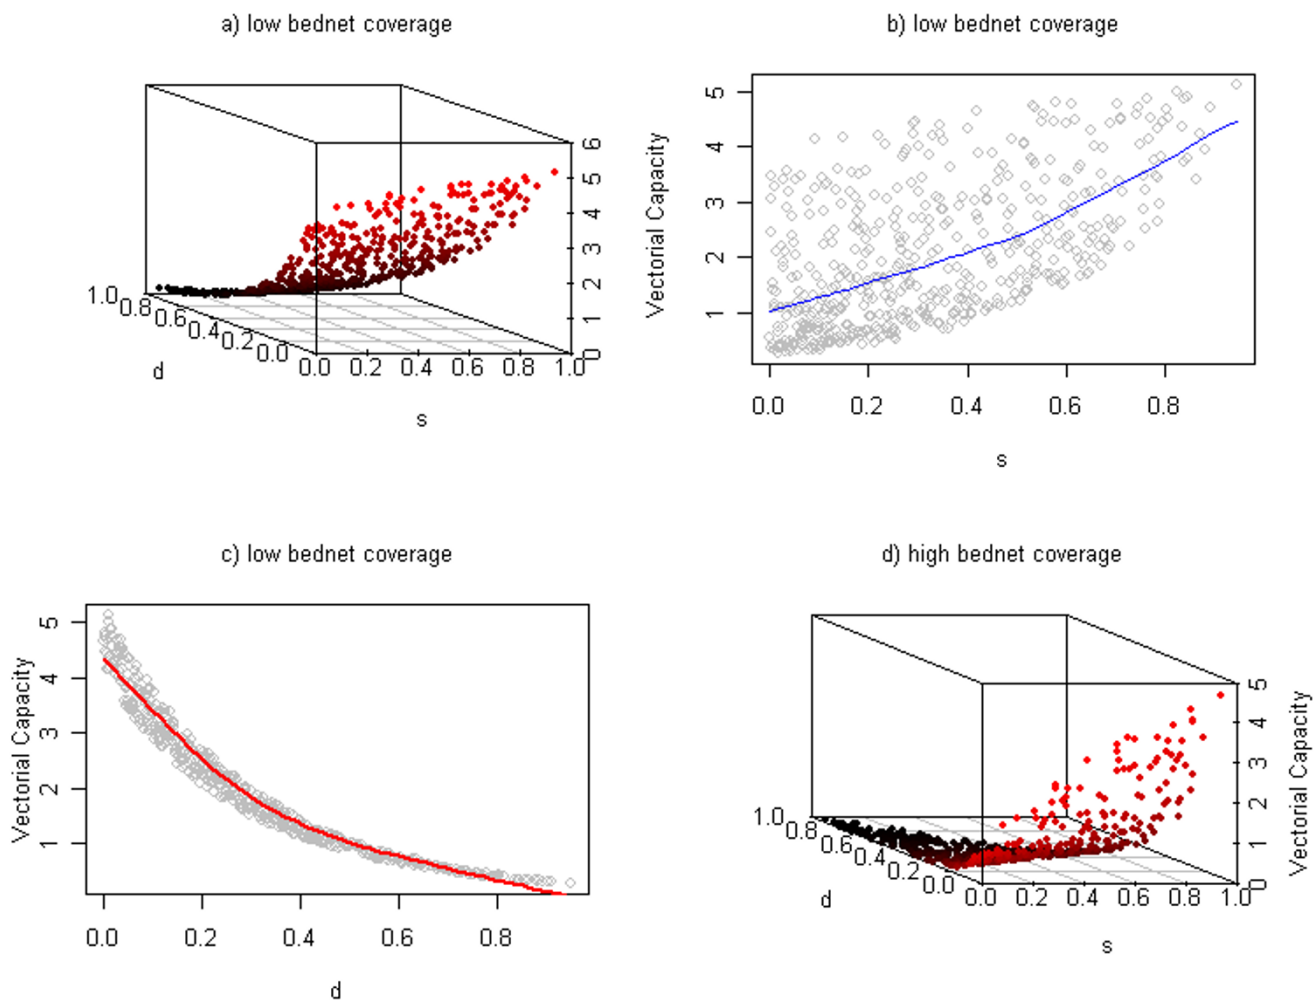 a) low bednet coverage
6
5
4
3
2
1
0
1.0
0.8
0.6
0.4
0.2
0.0
d
0.0 0.2 0.4 0.6 0.8 1.0
s
Vectorial Capacity
b) low bednet coverage
5
4
3
2
1
0.0 0.2 0.4 0.6 0.8
s
c) low bednet coverage
Vectorial Capacity
5
4
3
2
1
0.0 0.2 0.4 0.6 0.8
d
d) high bednet coverage
5
4
3
2
1
0
Vectorial Capacity
1.0
0.8
0.6
0.4
0.2
0.0
d
0.0 0.2 0.4 0.6 0.8 1.0
s